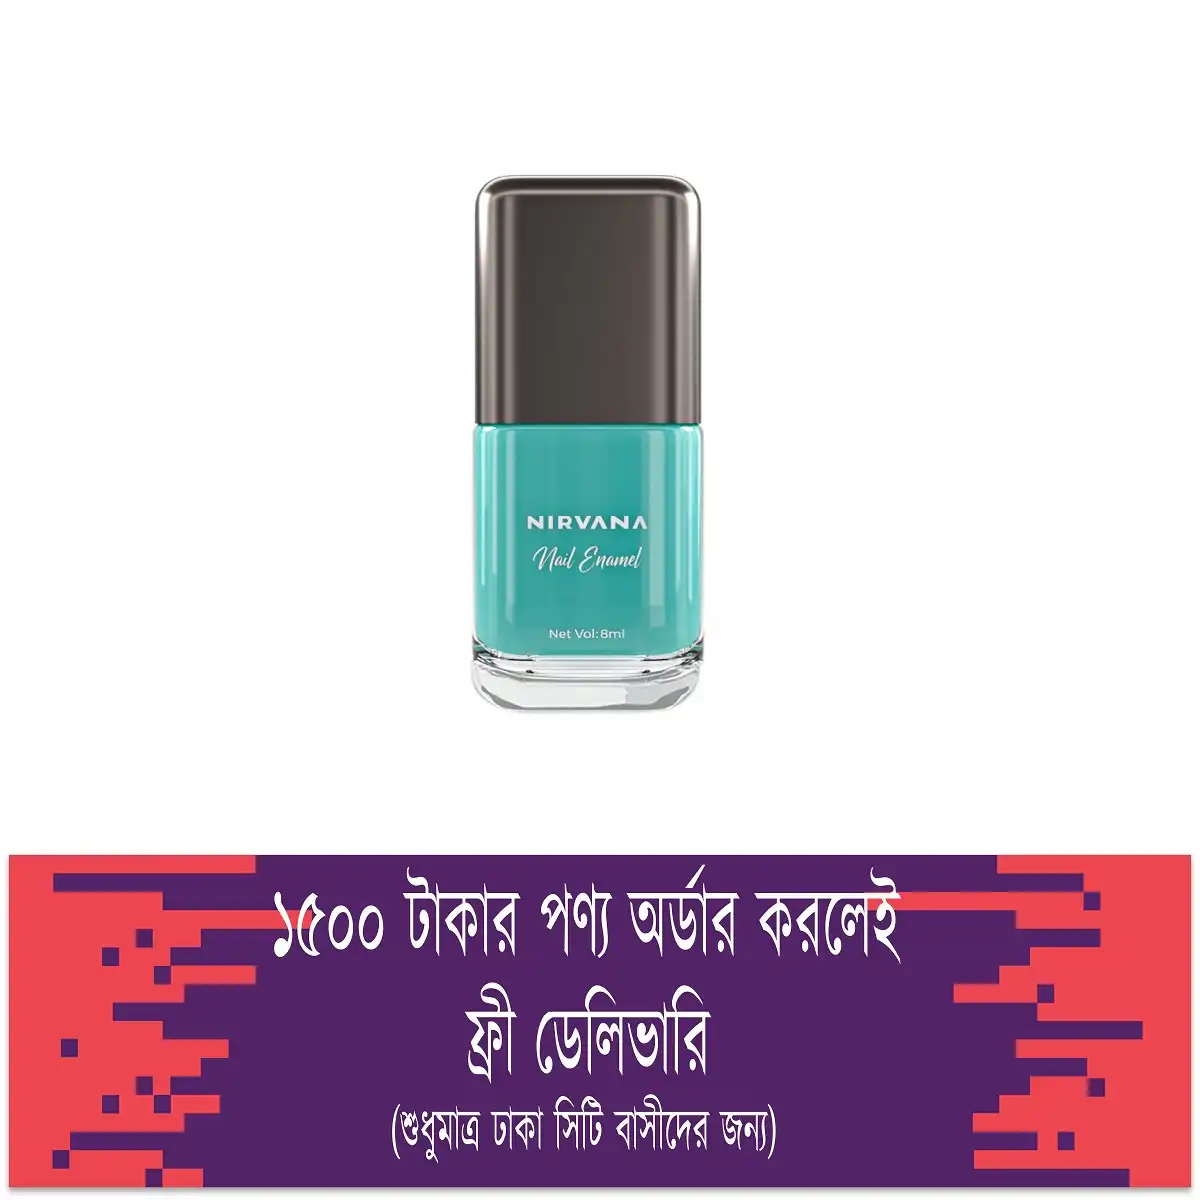 NIRVANA
Nail Enamel
Net Vol:8ml
১৫০০ টাকার পণ্য অর্ডার করলেই
ফ্রী ডেলিভারি
(শুধুমাত্র ঢাকা সিটি বাসীদের জন্য)